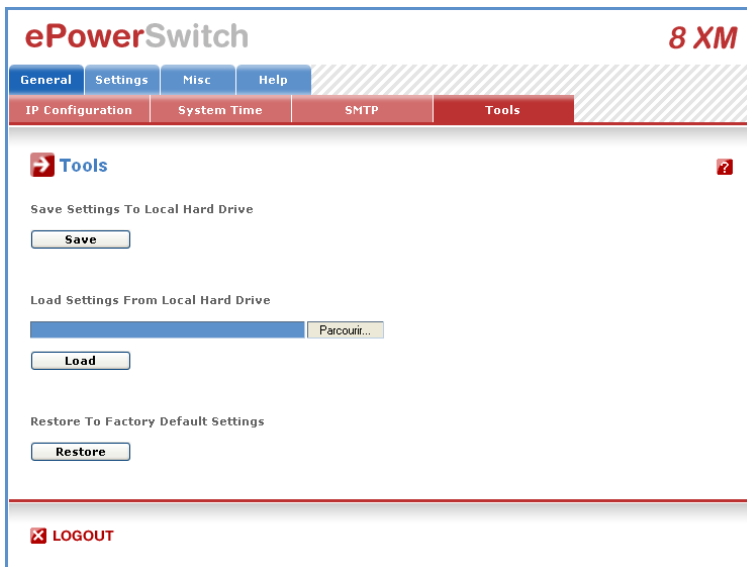 ePowerSwitch
8 XM
General Settings Misc Help
IP Configuration System Time SMTP Tools
Tools
?
Save Settings To Local Hard Drive
Save
Load Settings From Local Hard Drive
Parcourir...
Load
Restore To Factory Default Settings
Restore
LOGOUT